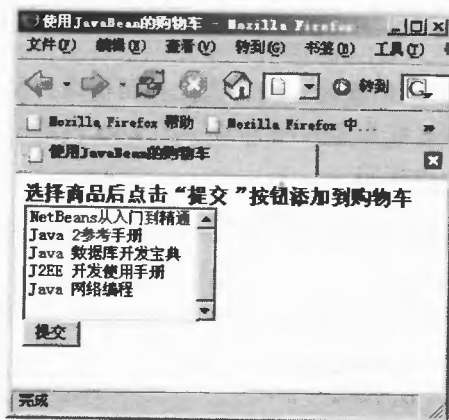 使用JavaBean的购物车 - Mozilla Firefox
文件(F) 编辑(E) 查看(V) 转到(G) 书签(B) 工具(T)
转到 G
Mozilla Firefox 帮助 Mozilla Firefox 中...
使用JavaBean的购物车
选择商品后点击“提交”按钮添加到购物车
NetBeans从入门到精通
Java 2参考手册
Java 数据库开发宝典
J2EE 开发使用手册
Java 网络编程
提交
完成